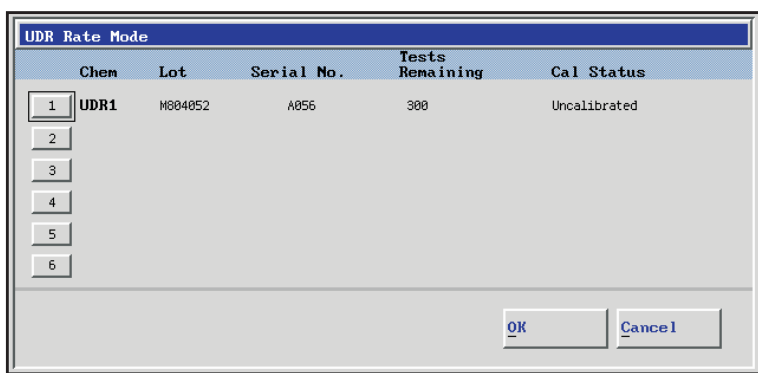 UDR Rate Mode
Chem Lot Serial No. Tests Remaining Cal Status
1 UDR1 M804052 A056 300 Uncalibrated
2
3
4
5
6
OK Cancel